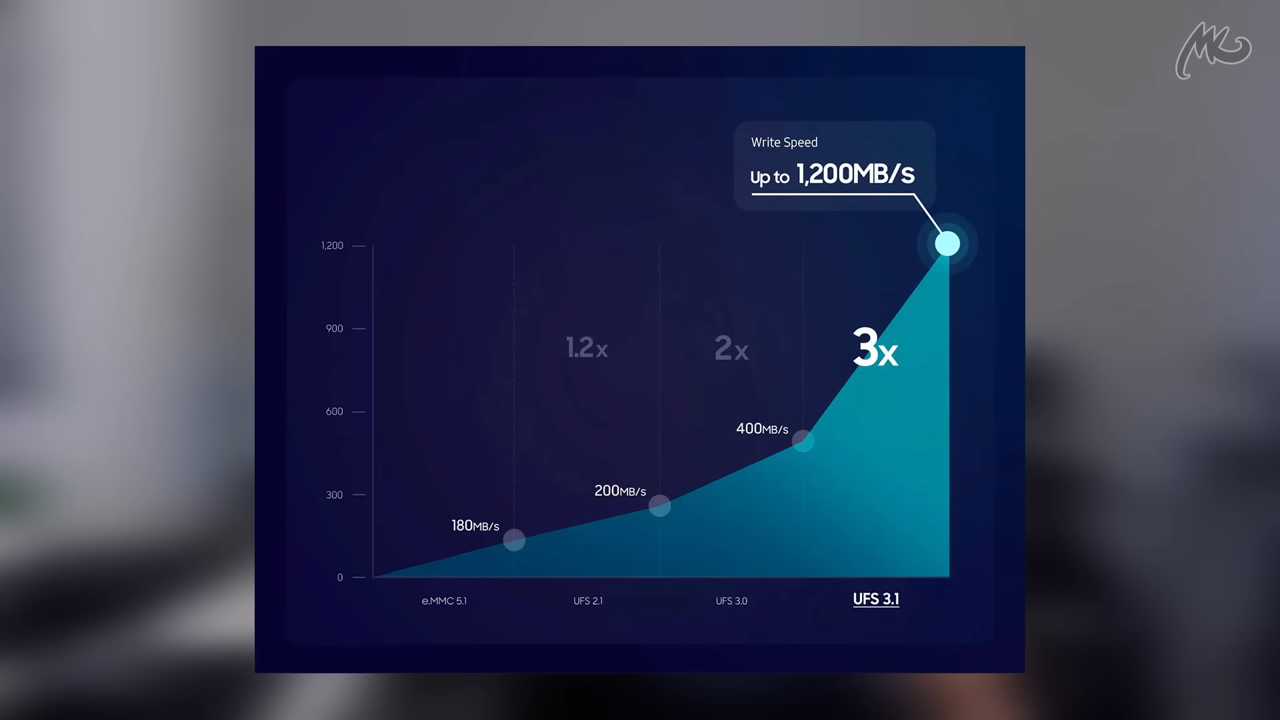 Write Speed
Up to 1,200MB/s
1,200
900
1.2x
2x
3x
600
400MB/s
300
200MB/s
180MB/s
0
e.MMC 5.1
UFS 2.1
UFS 3.0
UFS 3.1